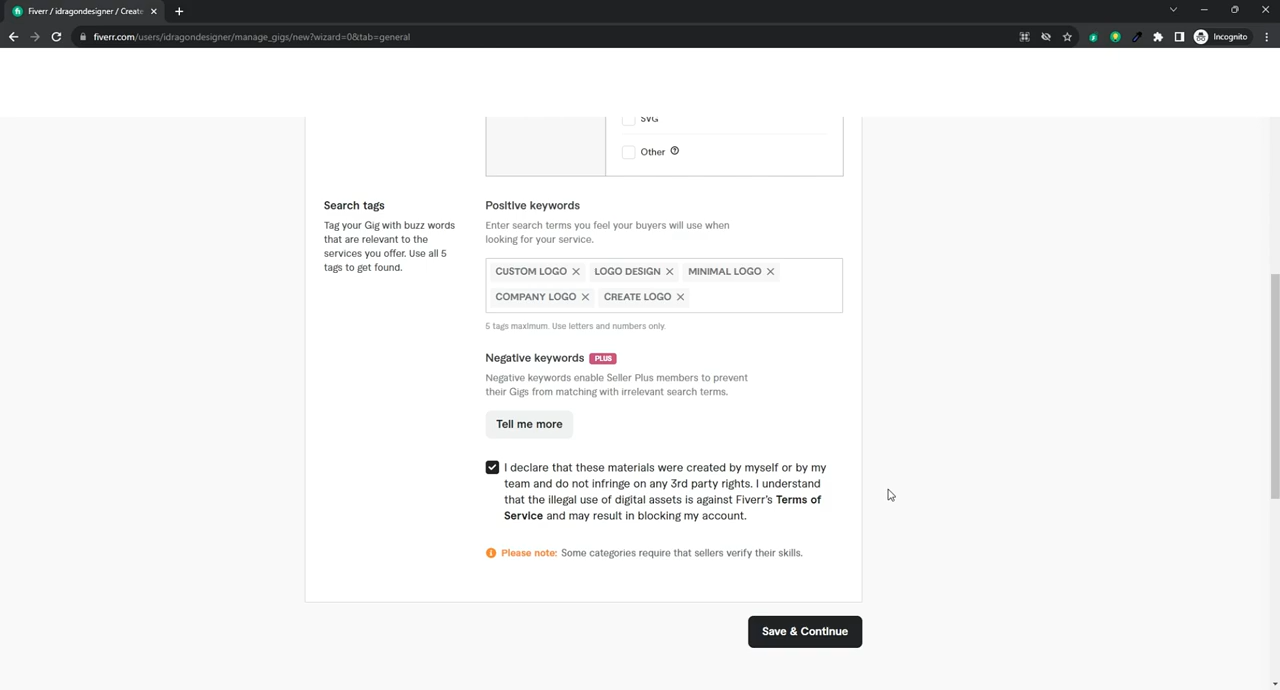 Fiverr / idragondesigner / Create
fiverr.com/users/idragondesigner/manage_gigs/new?wizard=0&tab=general
Incognito
SVG
Other
Search tags
Tag your Gig with buzz words
that are relevant to the
services you offer. Use all 5
tags to get found.
Positive keywords
Enter search terms you feel your buyers will use when
looking for your service.
CUSTOM LOGO LOGO DESIGN MINIMAL LOGO
COMPANY LOGO CREATE LOGO
5 tags maximum. Use letters and numbers only.
Negative keywords PLUS
Negative keywords enable Seller Plus members to prevent
their Gigs from matching with irrelevant search terms.
Tell me more
I declare that these materials were created by myself or by my
team and do not infringe on any 3rd party rights. I understand
that the illegal use of digital assets is against Fiverr's Terms of
Service and may result in blocking my account.
Please note: Some categories require that sellers verify their skills.
Save & Continue